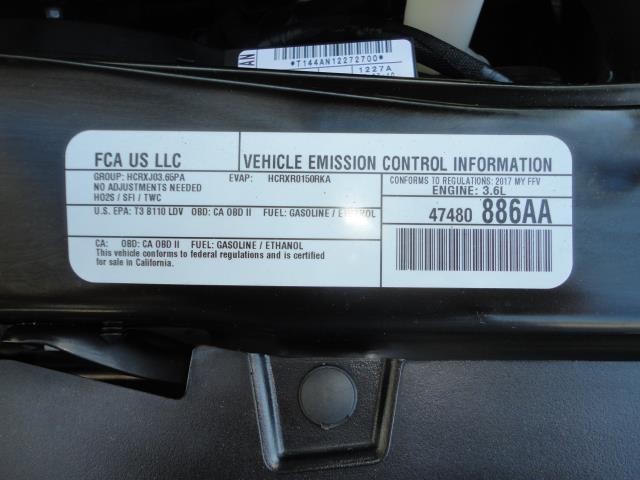 *T144AN12272700*
1227A
FCA US LLC
VEHICLE EMISSION CONTROL INFORMATION
GROUP: HCRXJ03.65PA EVAP: HCRXR0150RKA
NO ADJUSTMENTS NEEDED
HO2S / SFI / TWC
CONFORMS TO REGULATIONS: 2017 MY FFV
ENGINE: 3.6L
U.S. EPA: T3 B110 LDV OBD: CA OBD II FUEL: GASOLINE / ETHANOL
47480 886AA
CA: OBD: CA OBD II FUEL: GASOLINE / ETHANOL
This vehicle conforms to federal regulations and is certified
for sale in California.